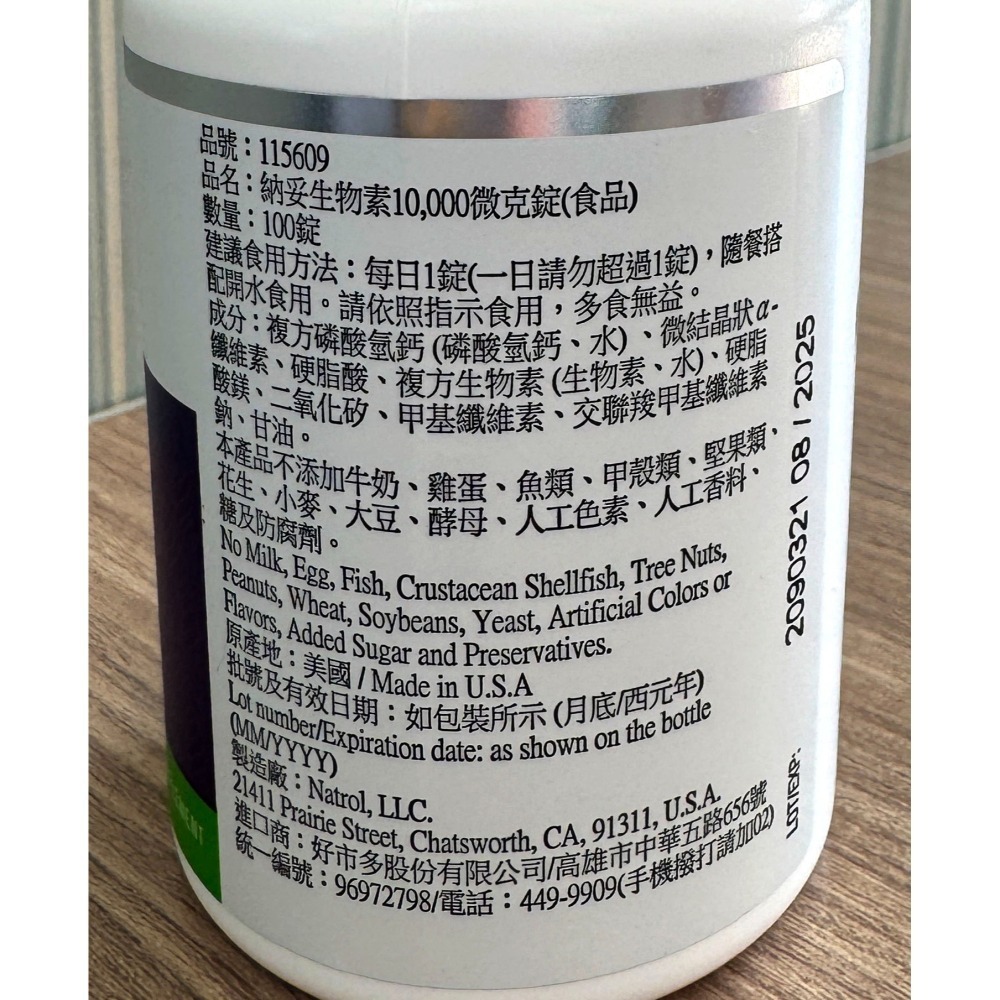 品號：115609
品名：納妥生物素10,000微克錠(食品)
數量：100錠
建議食用方法：每日1錠(一日請勿超過1錠)，隨餐搭
配開水食用。請依照指示食用，多食無益。
成分：複方磷酸氫鈣 (磷酸氫鈣、水) 、微結晶狀α-
纖維素、硬脂酸、複方生物素 (生物素、水)、硬脂
酸鎂、二氧化矽、甲基纖維素、交聯羧甲基纖維素
鈉、甘油。
本產品不添加牛奶、雞蛋、魚類、甲殼類、堅果類、
花生、小麥、大豆、酵母、人工色素、人工香料、
糖及防腐劑。
No Milk, Egg, Fish, Crustacean Shellfish, Tree Nuts,
Peanuts, Wheat, Soybeans, Yeast, Artificial Colors or
Flavors, Added Sugar and Preservatives.
原產地：美國 / Made in U.S.A
批號及有效日期：如包裝所示 (月底/西元年)
Lot number/Expiration date: as shown on the bottle
(MM/YYYY)
製造廠：Natrol, LLC.
21411 Prairie Street, Chatsworth, CA, 91311, U.S.A.
進口商：好市多股份有限公司/高雄市中華五路656號
統一編號：96972798/電話：449-9909(手機撥打請加02)
LOT/EXP:
2090321 08 / 2025